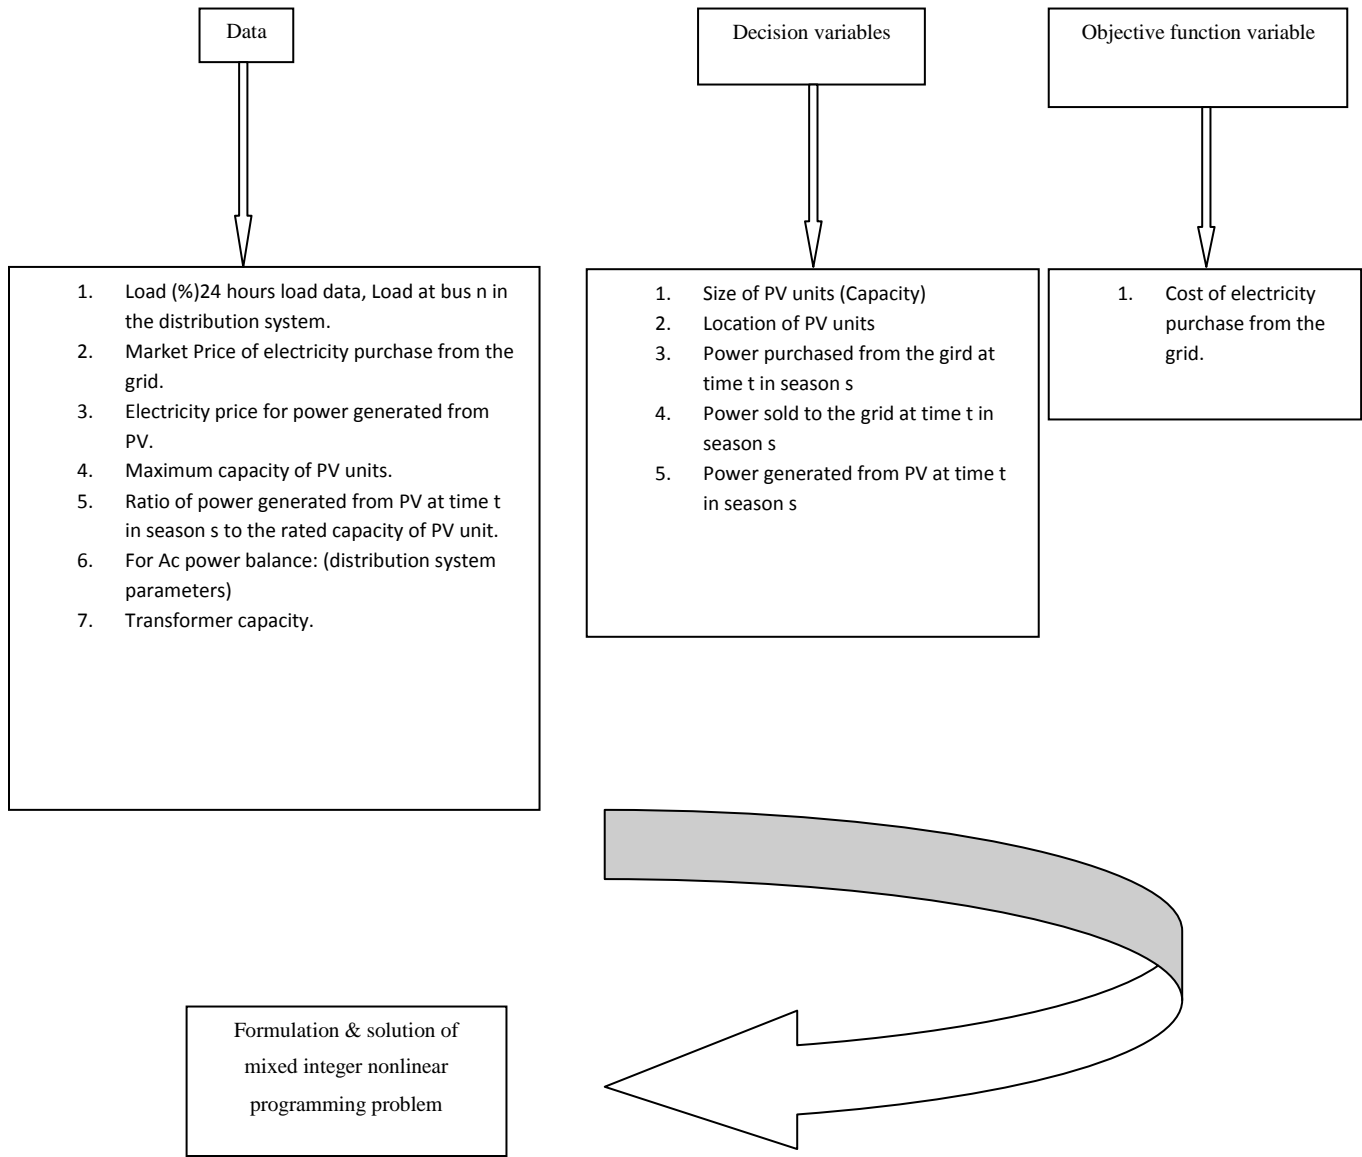 Data
Decision variables
Objective function variable
1. Load (%)24 hours load data, Load at bus n in
the distribution system.
2. Market Price of electricity purchase from the
grid.
3. Electricity price for power generated from
PV.
4. Maximum capacity of PV units.
5. Ratio of power generated from PV at time t
in season s to the rated capacity of PV unit.
6. For Ac power balance: (distribution system
parameters)
7. Transformer capacity.
1. Size of PV units (Capacity)
2. Location of PV units
3. Power purchased from the gird at
time t in season s
4. Power sold to the grid at time t in
season s
5. Power generated from PV at time t
in season s
1. Cost of electricity
purchase from the
grid.
Formulation & solution of
mixed integer nonlinear
programming problem